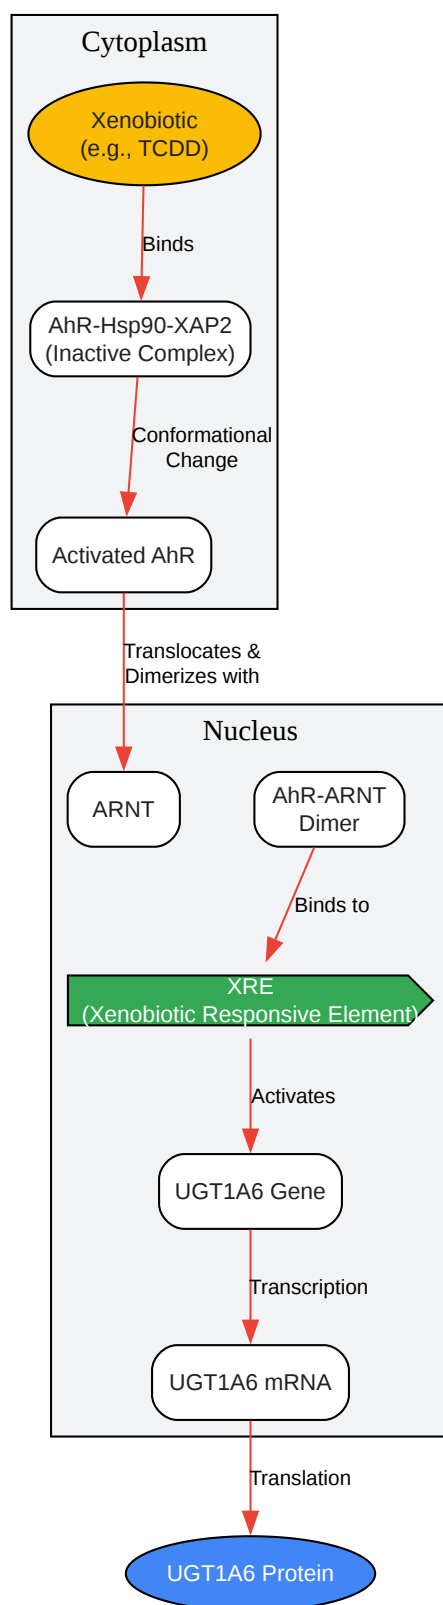 Cytoplasm
Xenobiotic
(e.g., TCDD)
Binds
AhR-Hsp90-XAP2
(Inactive Complex)
Conformational
Change
Activated AhR
Translocates &
Dimerizes with
Nucleus
ARNT
AhR-ARNT
Dimer
Binds to
XRE
(Xenobiotic Responsive Element)
Activates
UGT1A6 Gene
Transcription
UGT1A6 mRNA
Translation
UGT1A6 Protein